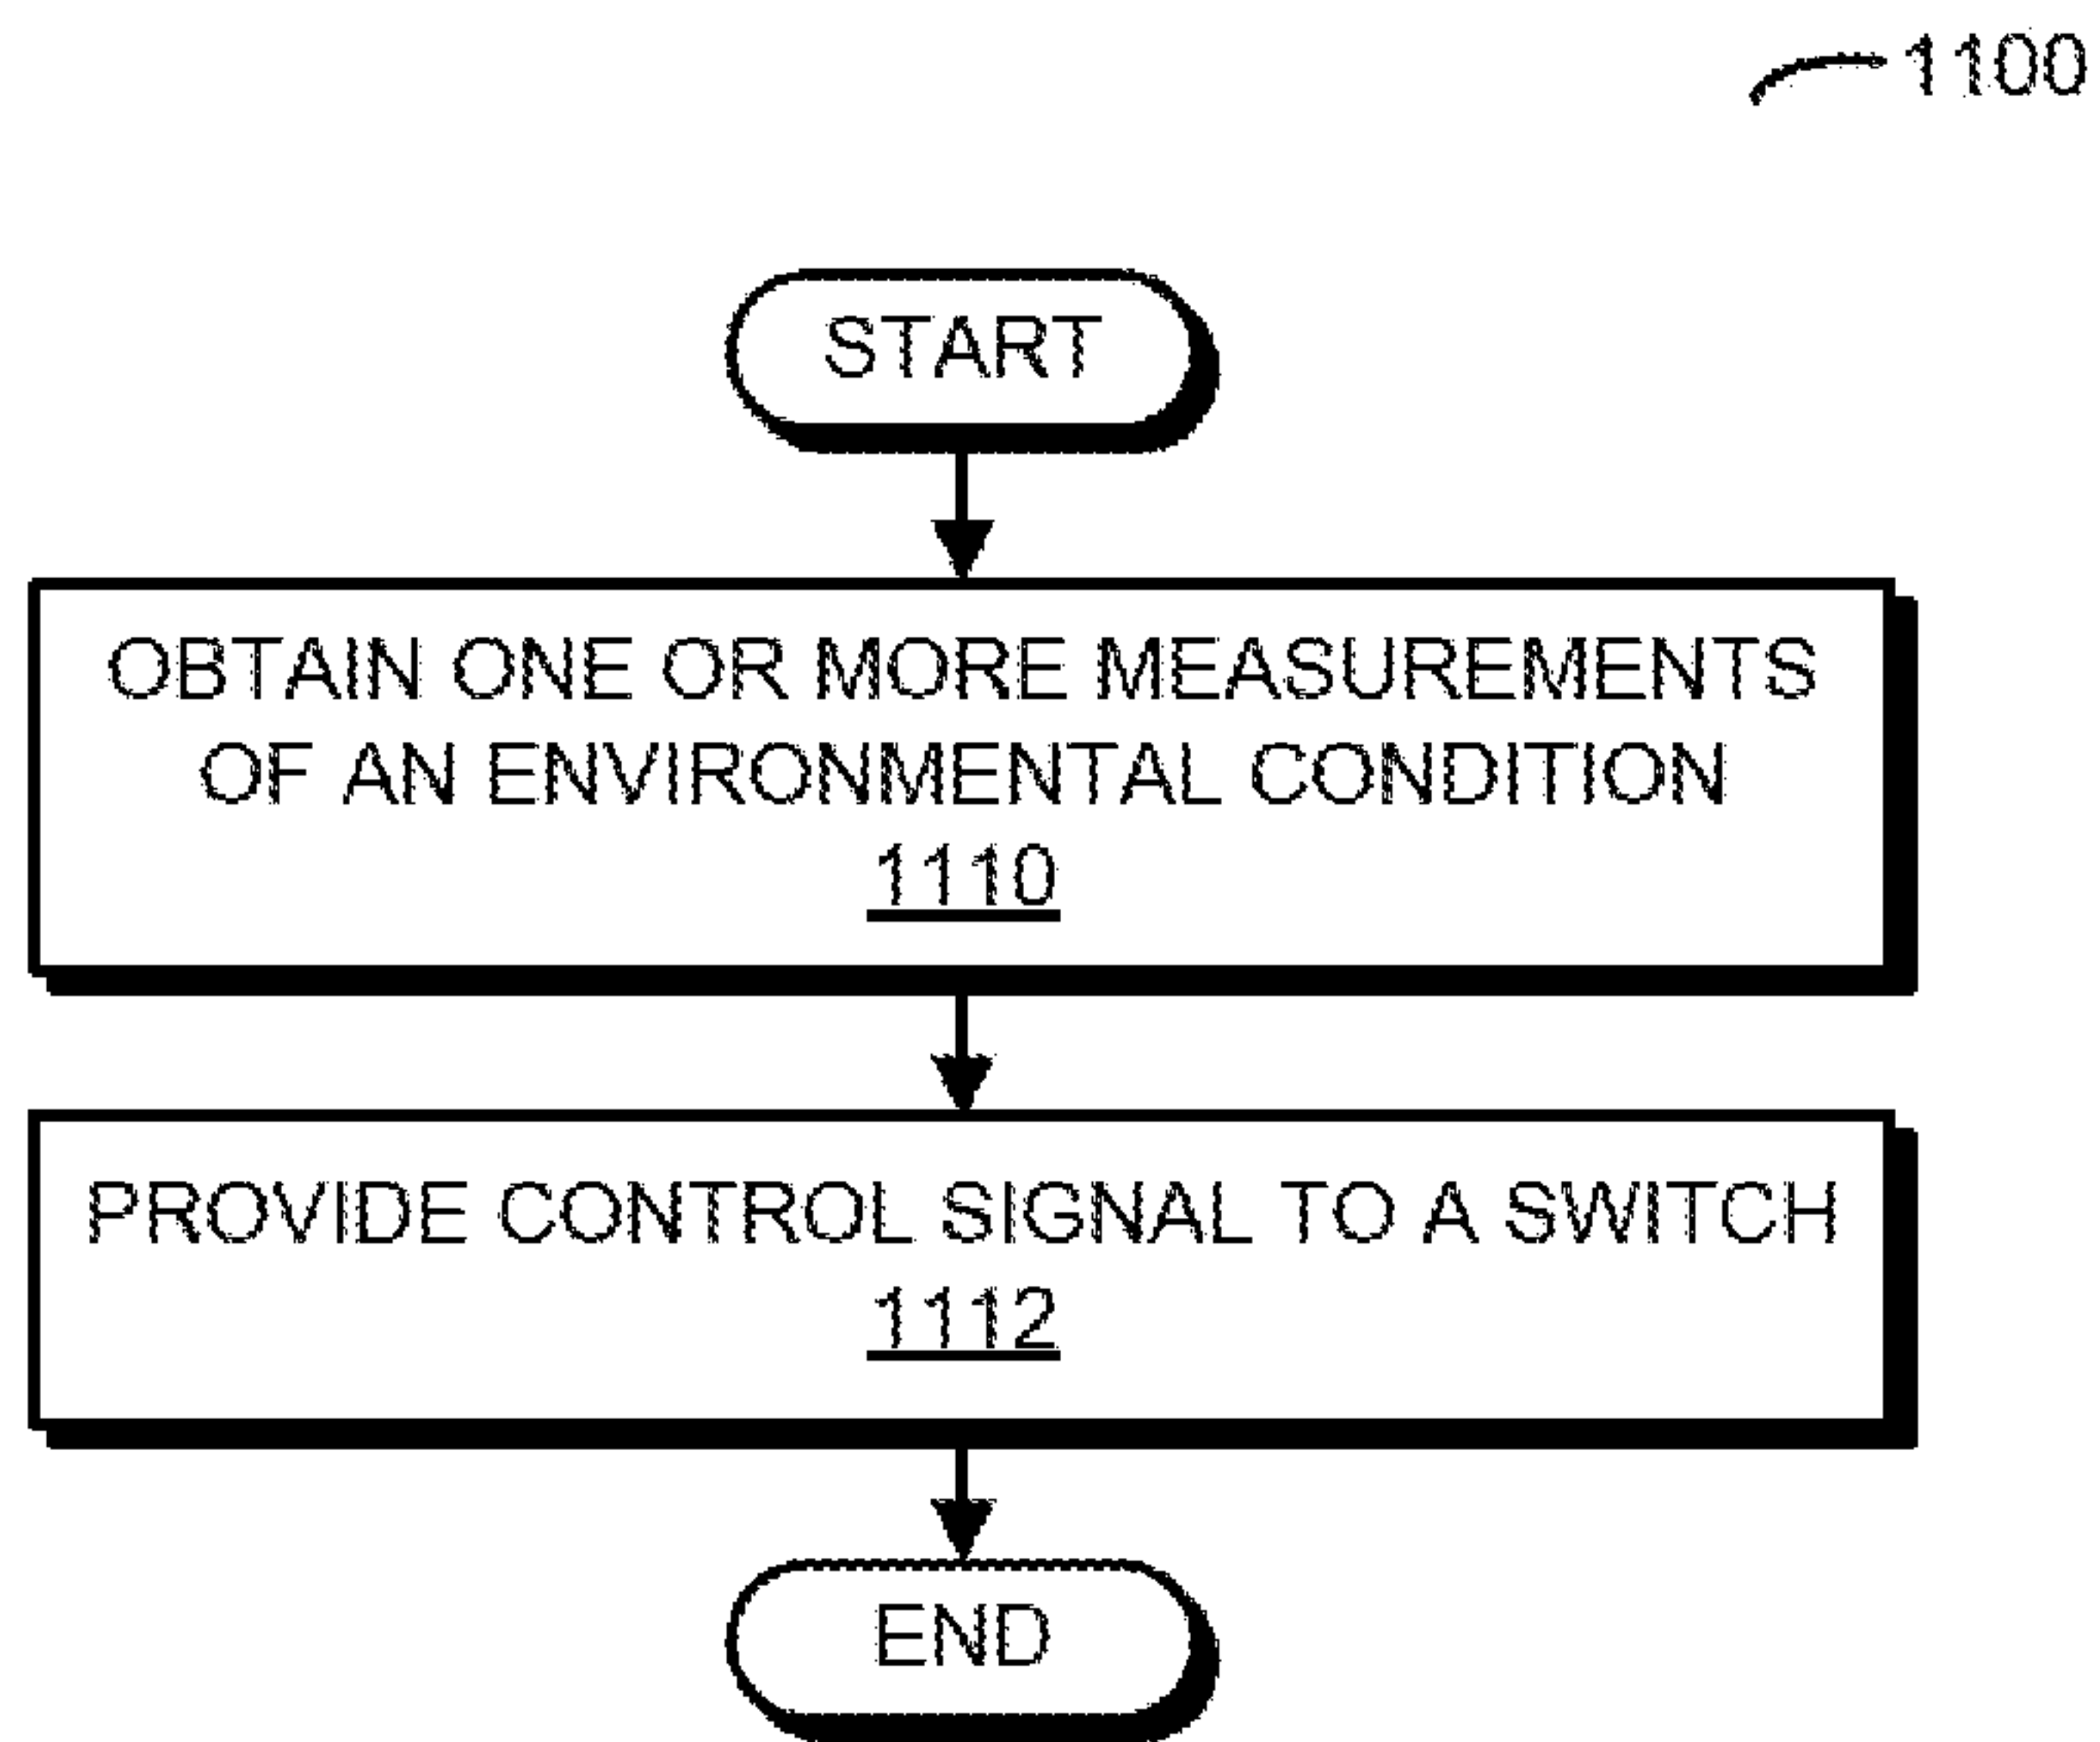 1100
START
OBTAIN ONE OR MORE MEASUREMENTS
OF AN ENVIRONMENTAL CONDITION
1110
PROVIDE CONTROL SIGNAL TO A SWITCH
1112
END